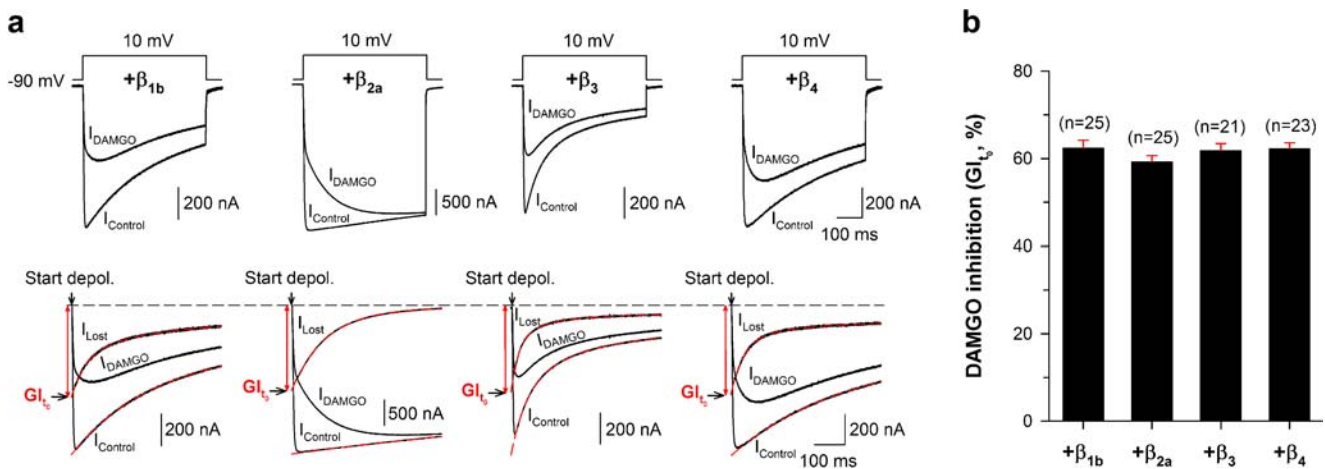 a
10 mV 10 mV 10 mV 10 mV
-90 mV +β1b +β2a +β3 +β4
IDAMGO IDAMGO IDAMGO IDAMGO
IControl IControl IControl IControl
200 nA 500 nA 200 nA 200 nA
100 ms
Start depol. Start depol. Start depol. Start depol.
ILost ILost ILost ILost
IDAMGO IDAMGO IDAMGO IDAMGO
GIt0 GIt0 GIt0 GIt0
IControl IControl IControl IControl
200 nA 500 nA 200 nA 200 nA
100 ms
b
DAMGO inhibition (GIt0, %)
80
60
40
20
0
(n=25) (n=25) (n=21) (n=23)
+β1b +β2a +β3 +β4